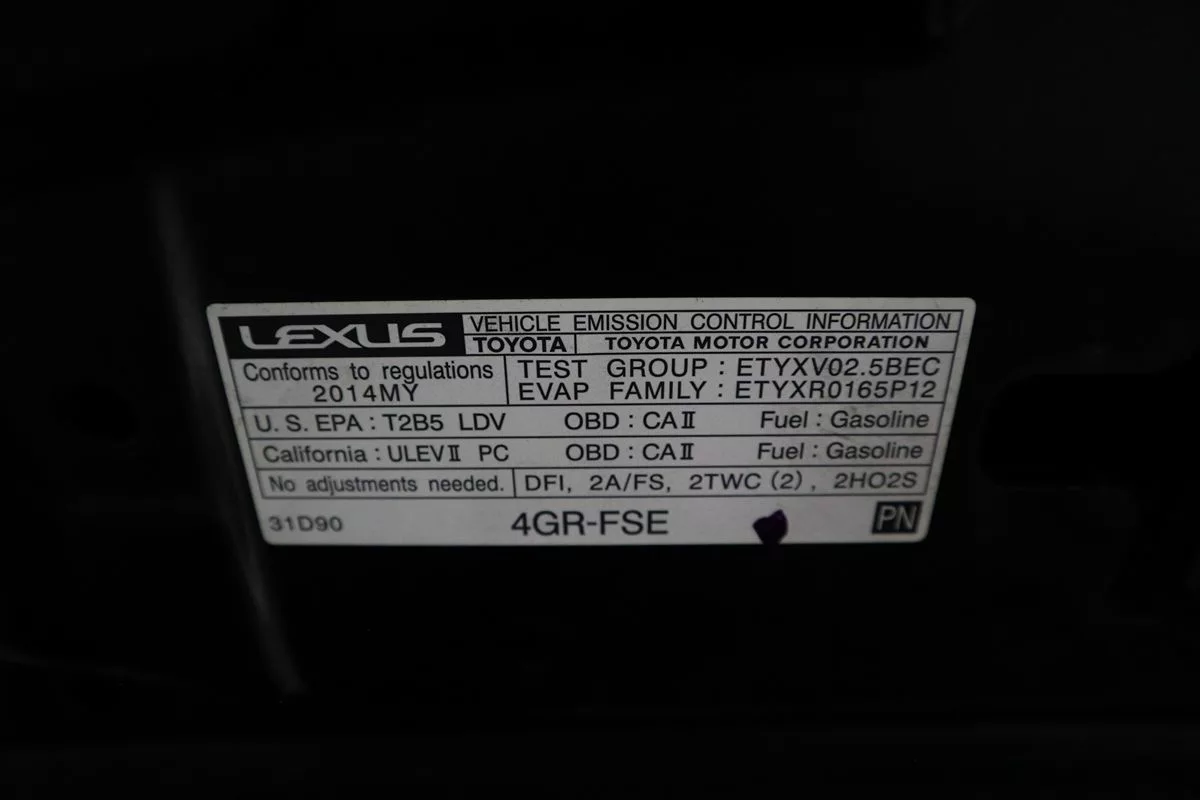 LEXUS VEHICLE EMISSION CONTROL INFORMATION
TOYOTA TOYOTA MOTOR CORPORATION
Conforms to regulations
2014MY
TEST GROUP : ETYXV02.5BEC
EVAP FAMILY : ETYXR0165P12
U. S. EPA : T2B5 LDV OBD : CAⅡ Fuel : Gasoline
California : ULEVⅡ PC OBD : CAⅡ Fuel : Gasoline
No adjustments needed. DFI, 2A/FS, 2TWC (2) , 2HO2S
31D90 4GR-FSE PN